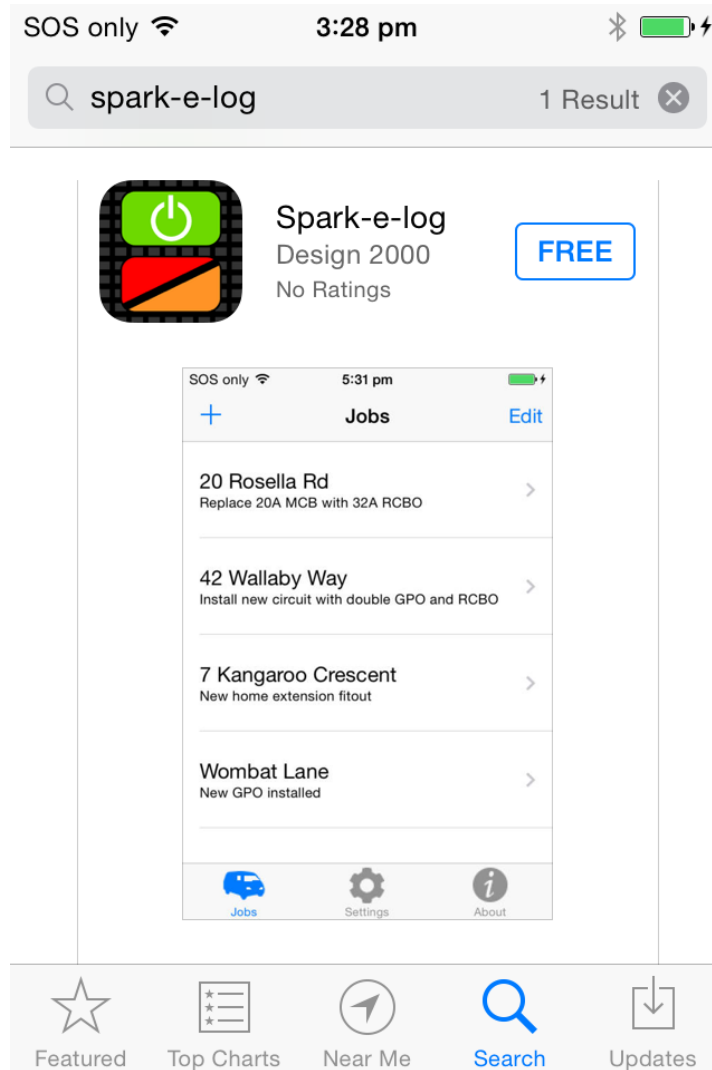 SOS only 3:28 pm
spark-e-log 1 Result
Spark-e-log
Design 2000
FREE
No Ratings
SOS only 5:31 pm
+ Jobs Edit
20 Rosella Rd
Replace 20A MCB with 32A RCBO
42 Wallaby Way
Install new circuit with double GPO and RCBO
7 Kangaroo Crescent
New home extension fitout
Wombat Lane
New GPO installed
Jobs Settings About
Featured Top Charts Near Me Search Updates